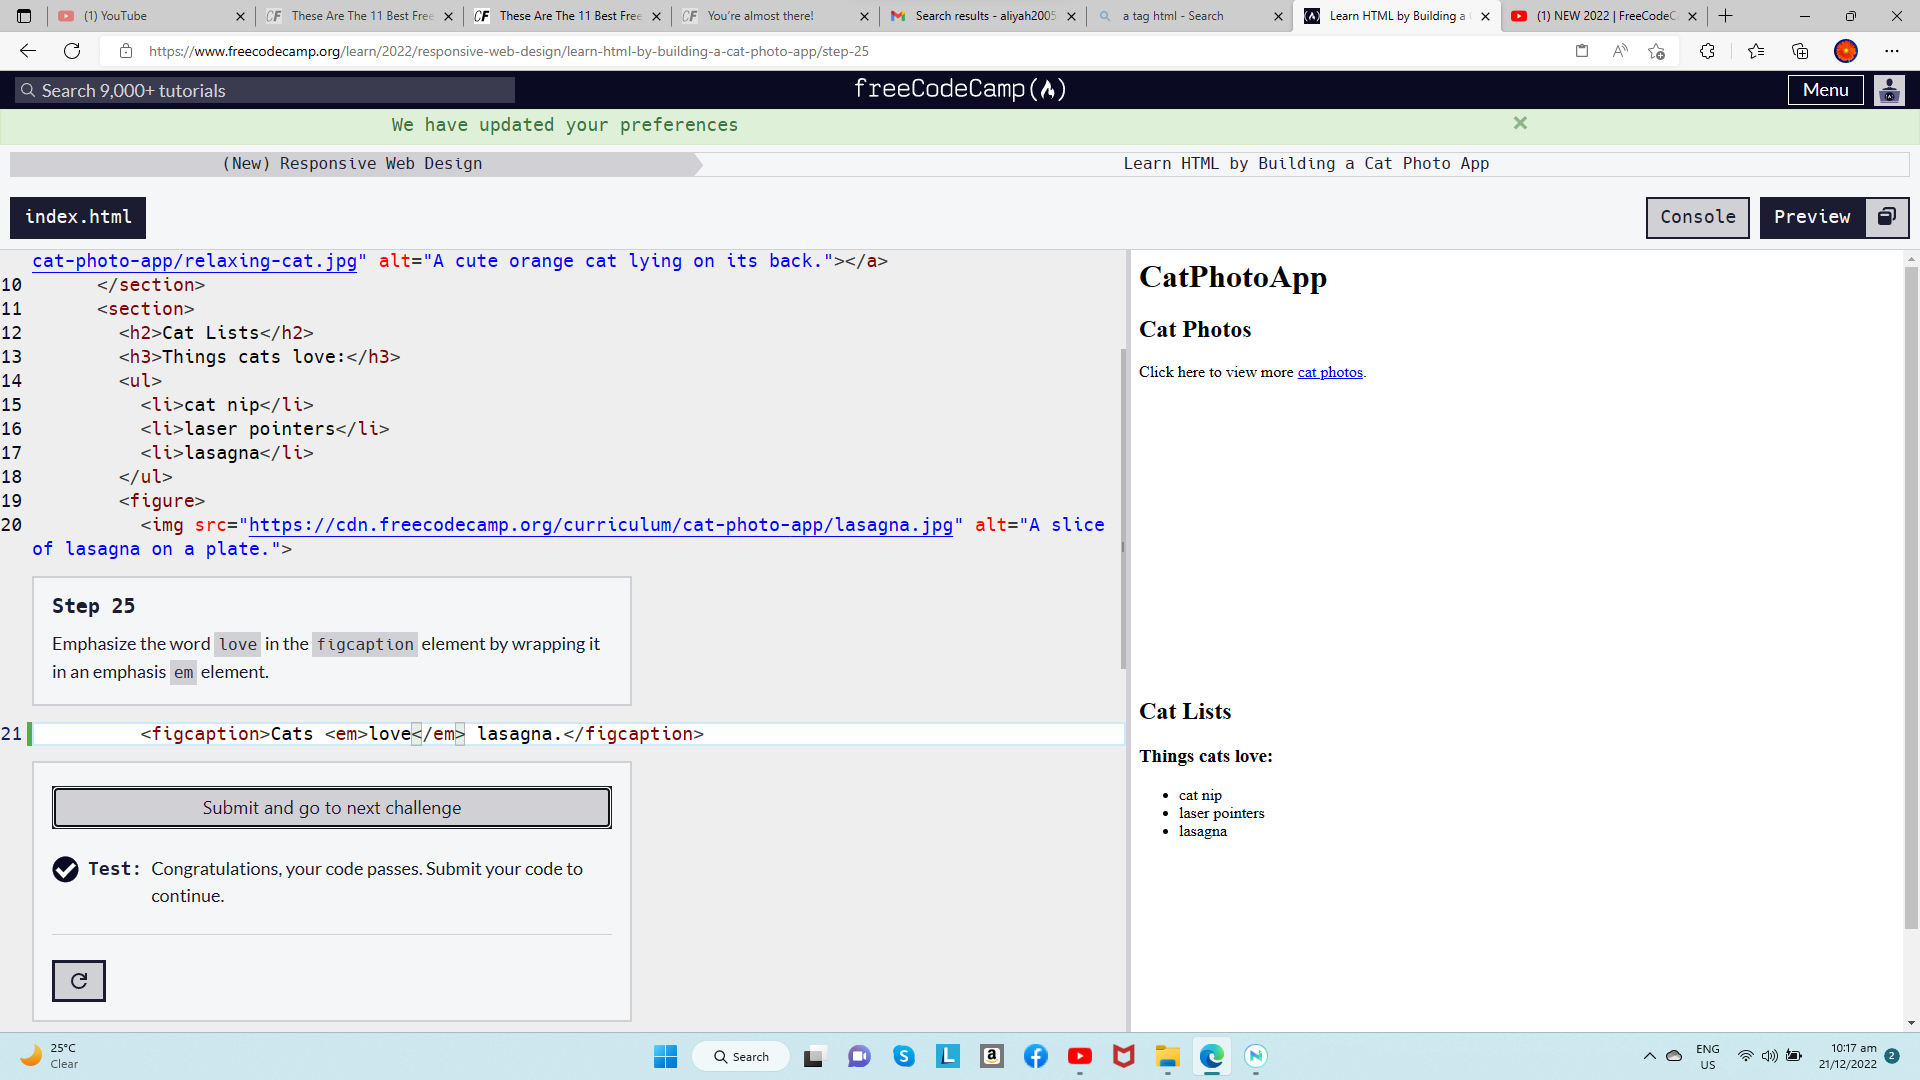 (1) YouTube
These Are The 11 Best Free
These Are The 11 Best Free
You're almost there!
Search results - aliyah2005
a tag html - Search
Learn HTML by Building a
(1) NEW 2022 | FreeCodeC
https://www.freecodecamp.org/learn/2022/responsive-web-design/learn-html-by-building-a-cat-photo-app/step-25
Search 9,000+ tutorials
freeCodeCamp
Menu
We have updated your preferences
(New) Responsive Web Design
Learn HTML by Building a Cat Photo App
index.html
Console
Preview
cat-photo-app/relaxing-cat.jpg" alt="A cute orange cat lying on its back."></a>
10 </section>
11 <section>
12 <h2>Cat Lists</h2>
13 <h3>Things cats love:</h3>
14 <ul>
15 <li>cat nip</li>
16 <li>laser pointers</li>
17 <li>lasagna</li>
18 </ul>
19 <figure>
20 <img src="https://cdn.freecodecamp.org/curriculum/cat-photo-app/lasagna.jpg" alt="A slice
of lasagna on a plate.">
Step 25
Emphasize the word love in the figcaption element by wrapping it
in an emphasis em element.
21 <figcaption>Cats <em>love</em> lasagna.</figcaption>
Submit and go to next challenge
Test: Congratulations, your code passes. Submit your code to
continue.
CatPhotoApp
Cat Photos
Click here to view more cat photos.
Cat Lists
Things cats love:
• cat nip
• laser pointers
• lasagna
25°C
Clear
Search
ENG
US
10:17 am
21/12/2022
2